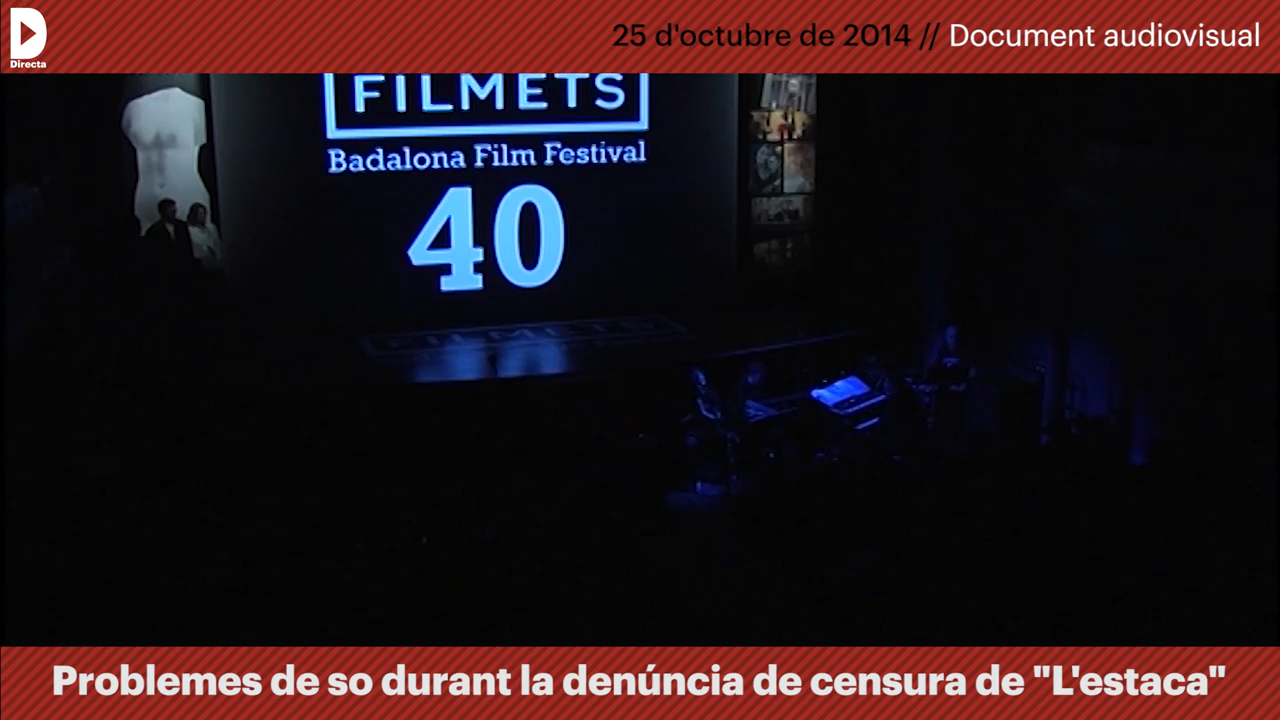 Directa
25 d'octubre de 2014 // Document audiovisual
FILMETS
Badalona Film Festival
40
FILMETS
Problemes de so durant la denúncia de censura de "L'estaca"